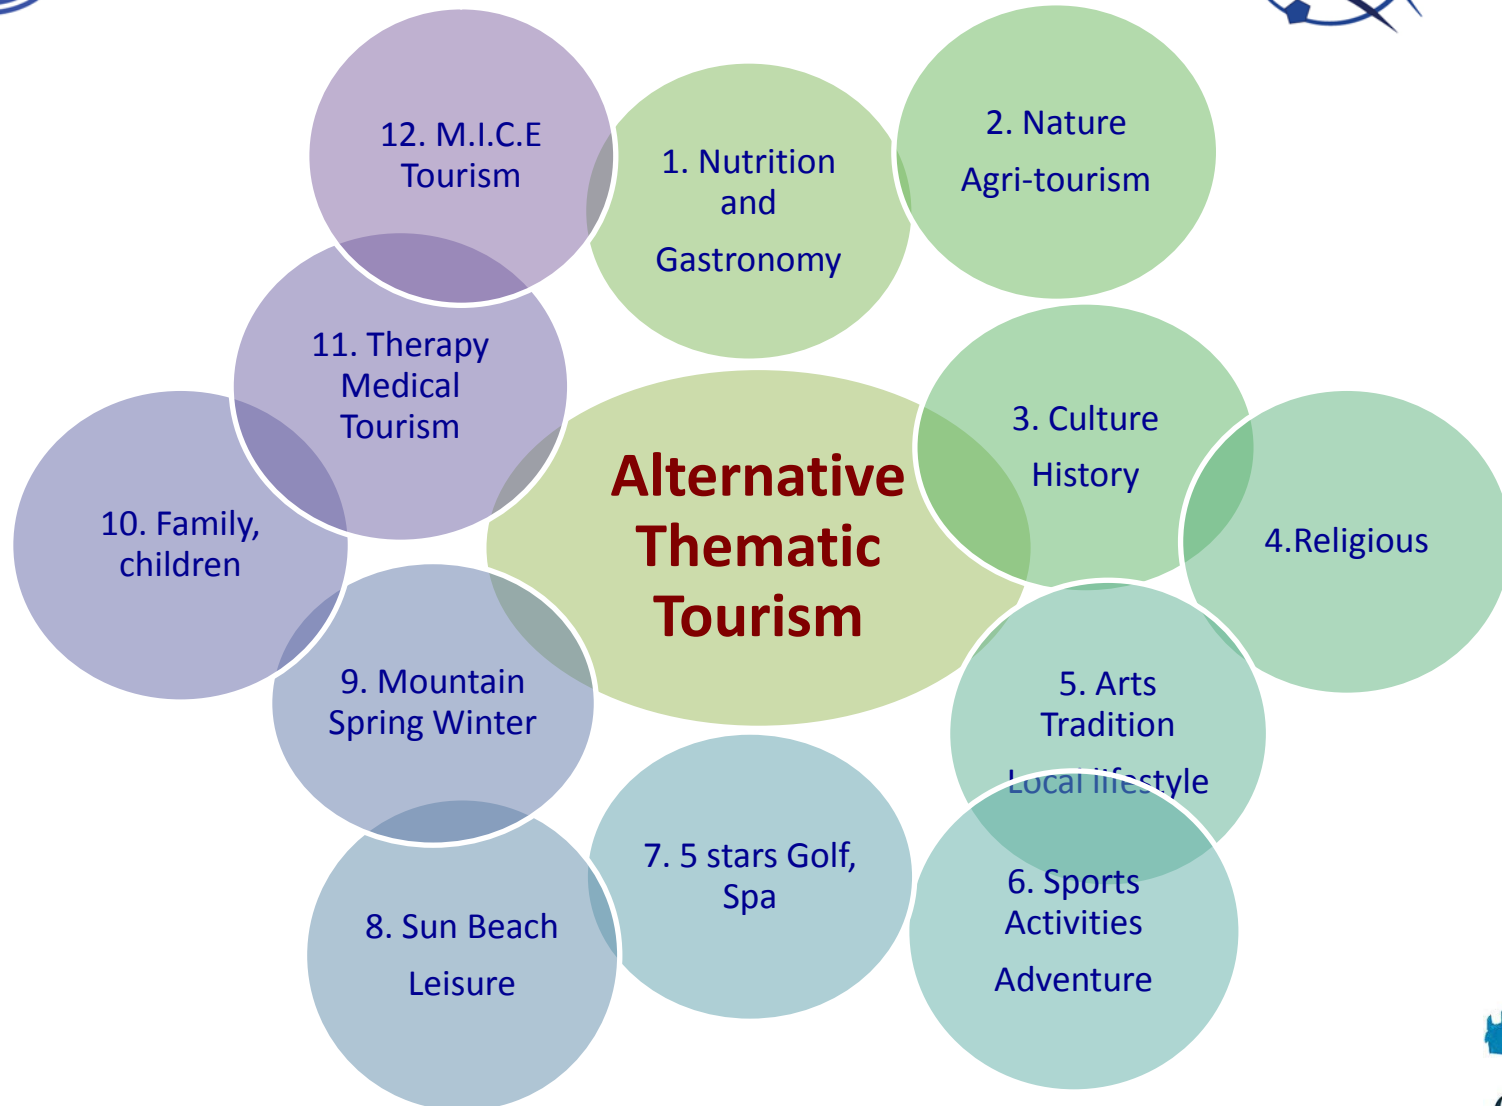 Alternative
Thematic
Tourism
1. Nutrition
and
Gastronomy
2. Nature
Agri-tourism
3. Culture
History
4.Religious
5. Arts
Tradition
Local lifestyle
6. Sports
Activities
Adventure
7. 5 stars Golf,
Spa
8. Sun Beach
Leisure
9. Mountain
Spring Winter
10. Family,
children
11. Therapy
Medical
Tourism
12. M.I.C.E
Tourism